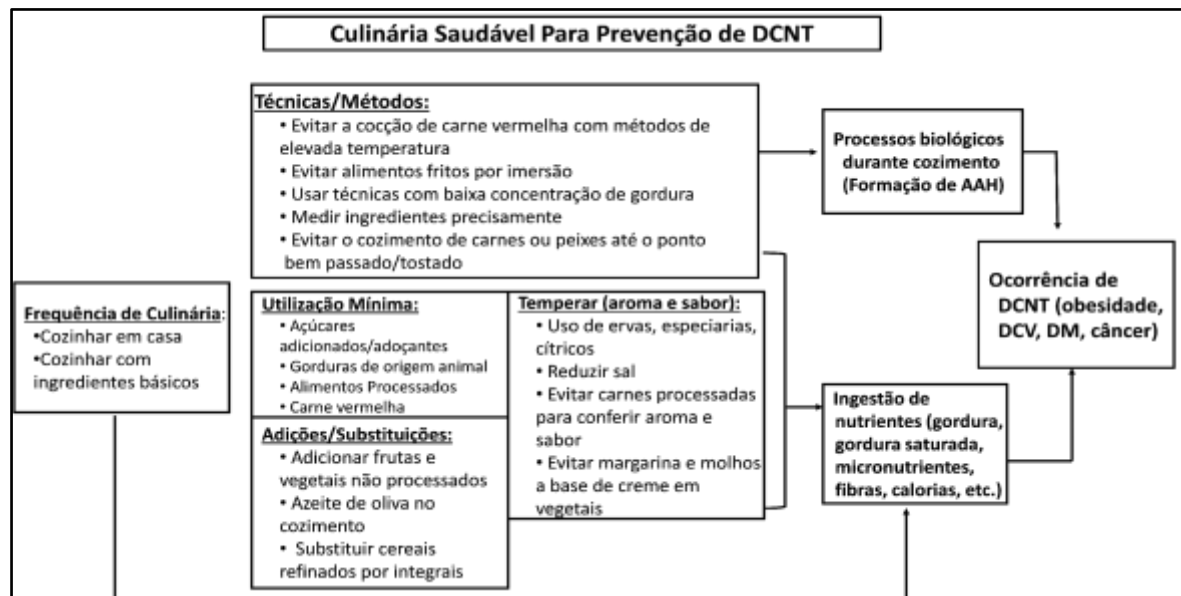 Culinária Saudável Para Prevenção de DCNT
Técnicas/Métodos:
• Evitar a cocção de carne vermelha com métodos de
elevada temperatura
• Evitar alimentos fritos por imersão
• Usar técnicas com baixa concentração de gordura
• Medir ingredientes precisamente
• Evitar o cozimento de carnes ou peixes até o ponto
bem passado/tostado
Processos biológicos
durante cozimento
(Formação de AAH)
Frequência de Culinária:
•Cozinhar em casa
•Cozinhar com
ingredientes básicos
Utilização Mínima:
• Açúcares
adicionados/adoçantes
• Gorduras de origem animal
• Alimentos Processados
• Carne vermelha
Adições/Substituições:
• Adicionar frutas e
vegetais não processados
• Azeite de oliva no
cozimento
• Substituir cereais
refinados por integrais
Temperar (aroma e sabor):
• Uso de ervas, especiarias,
cítricos
• Reduzir sal
• Evitar carnes processadas
para conferir aroma e
sabor
• Evitar margarina e molhos
a base de creme em
vegetais
Ocorrência de
DCNT (obesidade,
DCV, DM, câncer)
Ingestão de
nutrientes (gordura,
gordura saturada,
micronutrientes,
fibras, calorias, etc.)